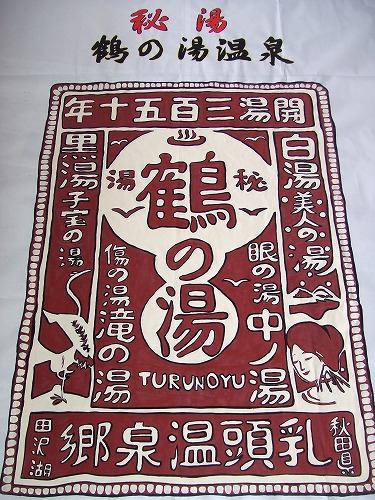 秘湯
鶴の湯温泉
年十五百三湯開
白湯・美人の湯
黒湯 子宝の湯
湯 秘
鶴の湯
眼の湯
中ノ湯
傷の湯
滝の湯
TURUNOYU
秋田県
郷泉温頭乳
田沢湖